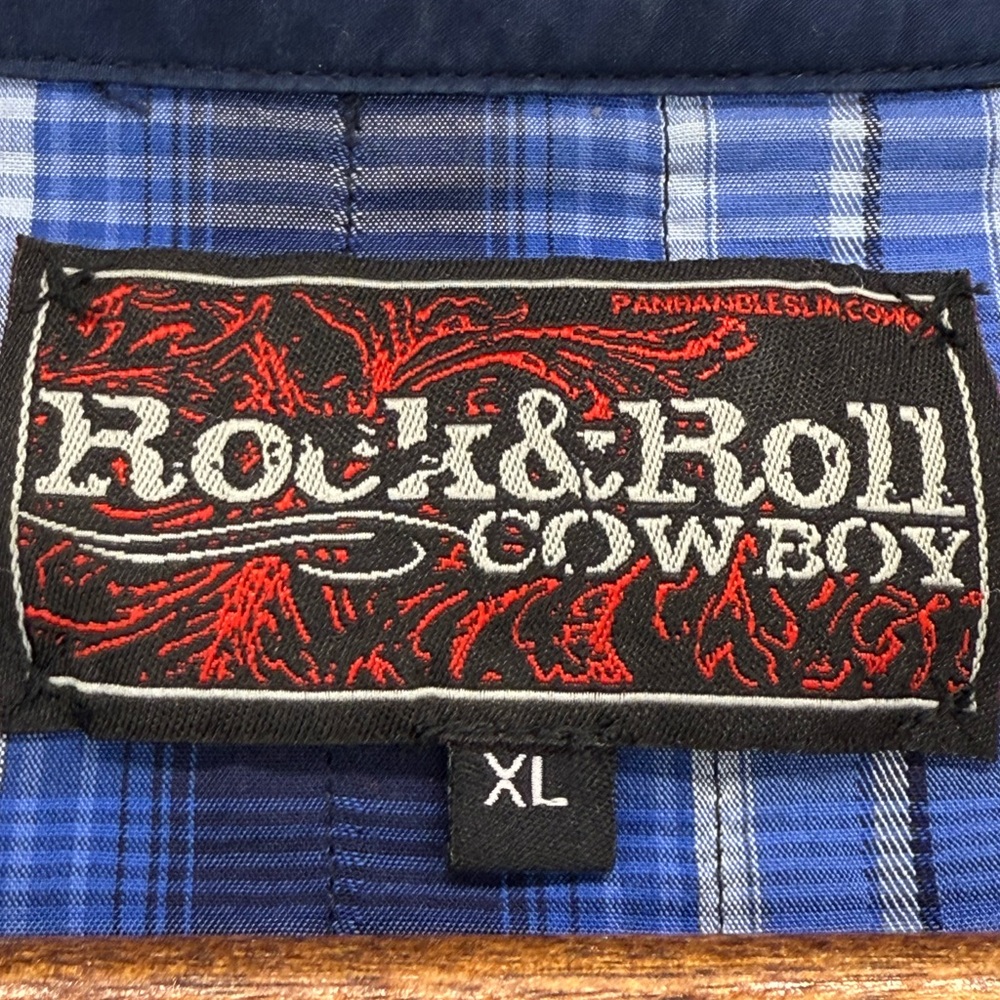 PANHANDLESLIM.COM
Rock & Roll
COWBOY
XL